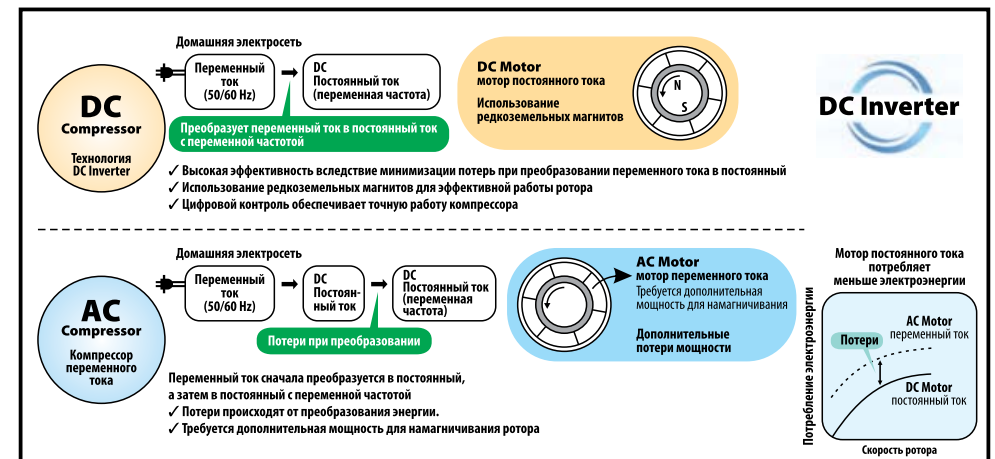 Домашняя электросеть
DC
Compressor
Технология
DC Inverter
Переменный
ток
(50/60 Hz)
DC
Постоянный ток
(переменная частота)
Преобразует переменный ток в постоянный ток
с переменной частотой
DC Motor
мотор постоянного тока
Использование
редкоземельных магнитов
N
S
DC Inverter
✓ Высокая эффективность вследствие минимизации потерь при преобразовании переменного тока в постоянный
✓ Использование редкоземельных магнитов для эффективной работы ротора
✓ Цифровой контроль обеспечивает точную работу компрессора
Домашняя электросеть
AC
Compressor
Компрессор
переменного
тока
Переменный
ток
(50/60 Hz)
DC
Постоян-
ный ток
DC
Постоянный ток
(переменная
частота)
Потери при преобразовании
AC Motor
мотор переменного тока
Требуется дополнительная
мощность для намагничивания
Дополнительные
потери мощности
Переменный ток сначала преобразуется в постоянный,
а затем в постоянный с переменной частотой
✓ Потери происходят от преобразования энергии.
✓ Требуется дополнительная мощность для намагничивания ротора
Мотор постоянного тока
потребляет
меньше электроэнергии
Потребление электроэнергии
AC Motor
переменный ток
Потери
DC Motor
постоянный ток
Скорость ротора